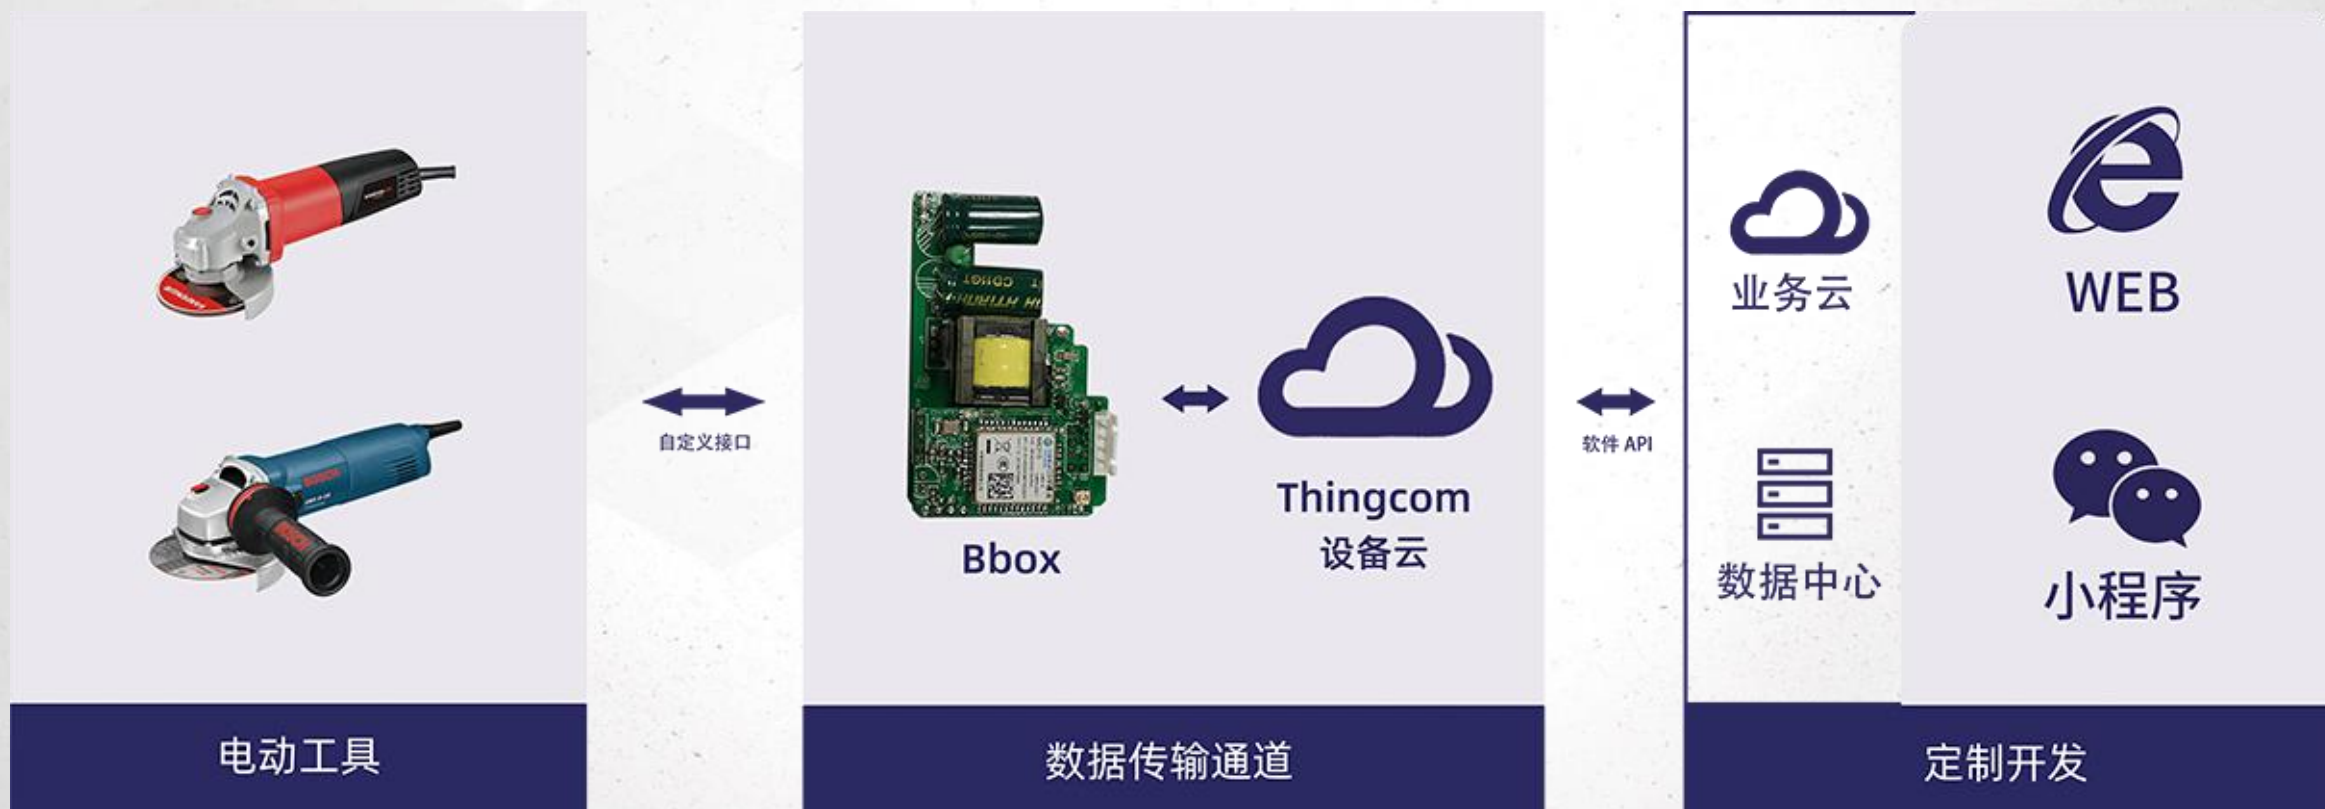 BOSCH
电动工具
自定义接口
CD11GT
Bbox
Thingcom
设备云
数据传输通道
软件 API
业务云
数据中心
WEB
小程序
定制开发